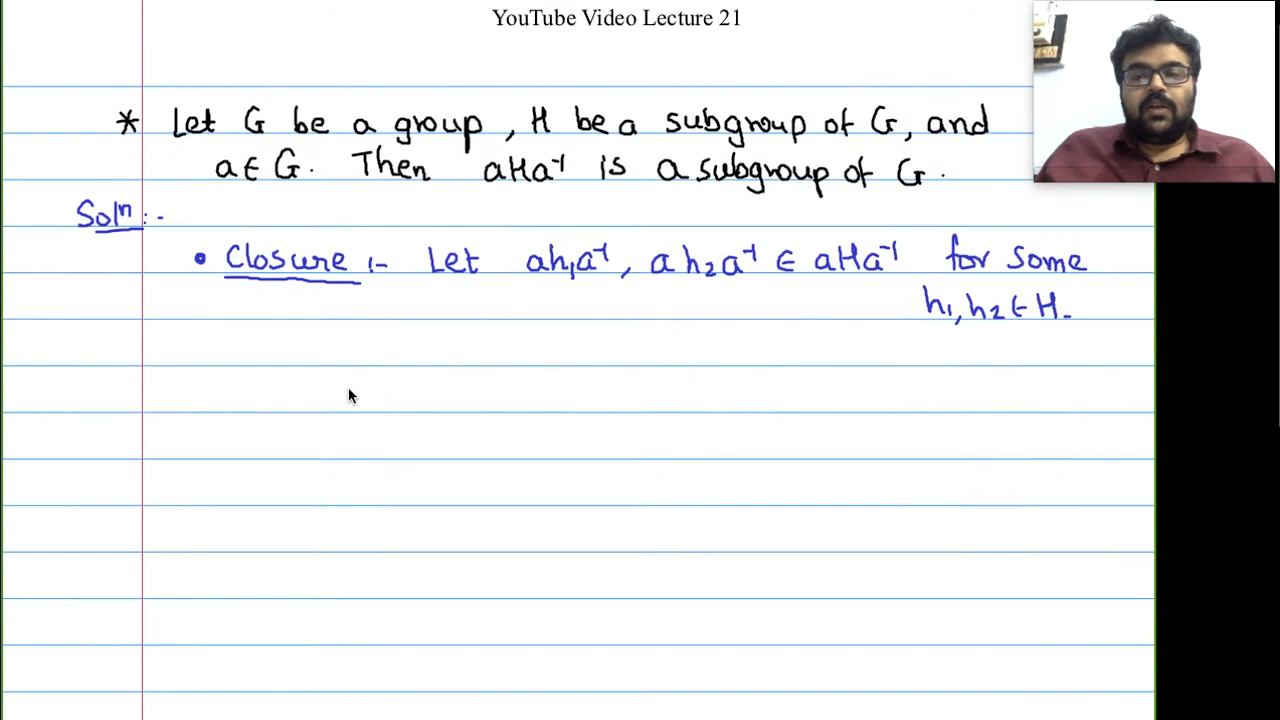 YouTube Video Lecture 21
* Let G be a group, H be a subgroup of G, and
a ∈ G. Then aHa⁻¹ is a subgroup of G.
Solⁿ:-
• Closure :- Let ah₁a⁻¹, ah₂a⁻¹ ∈ aHa⁻¹ for some
h₁, h₂ ∈ H.